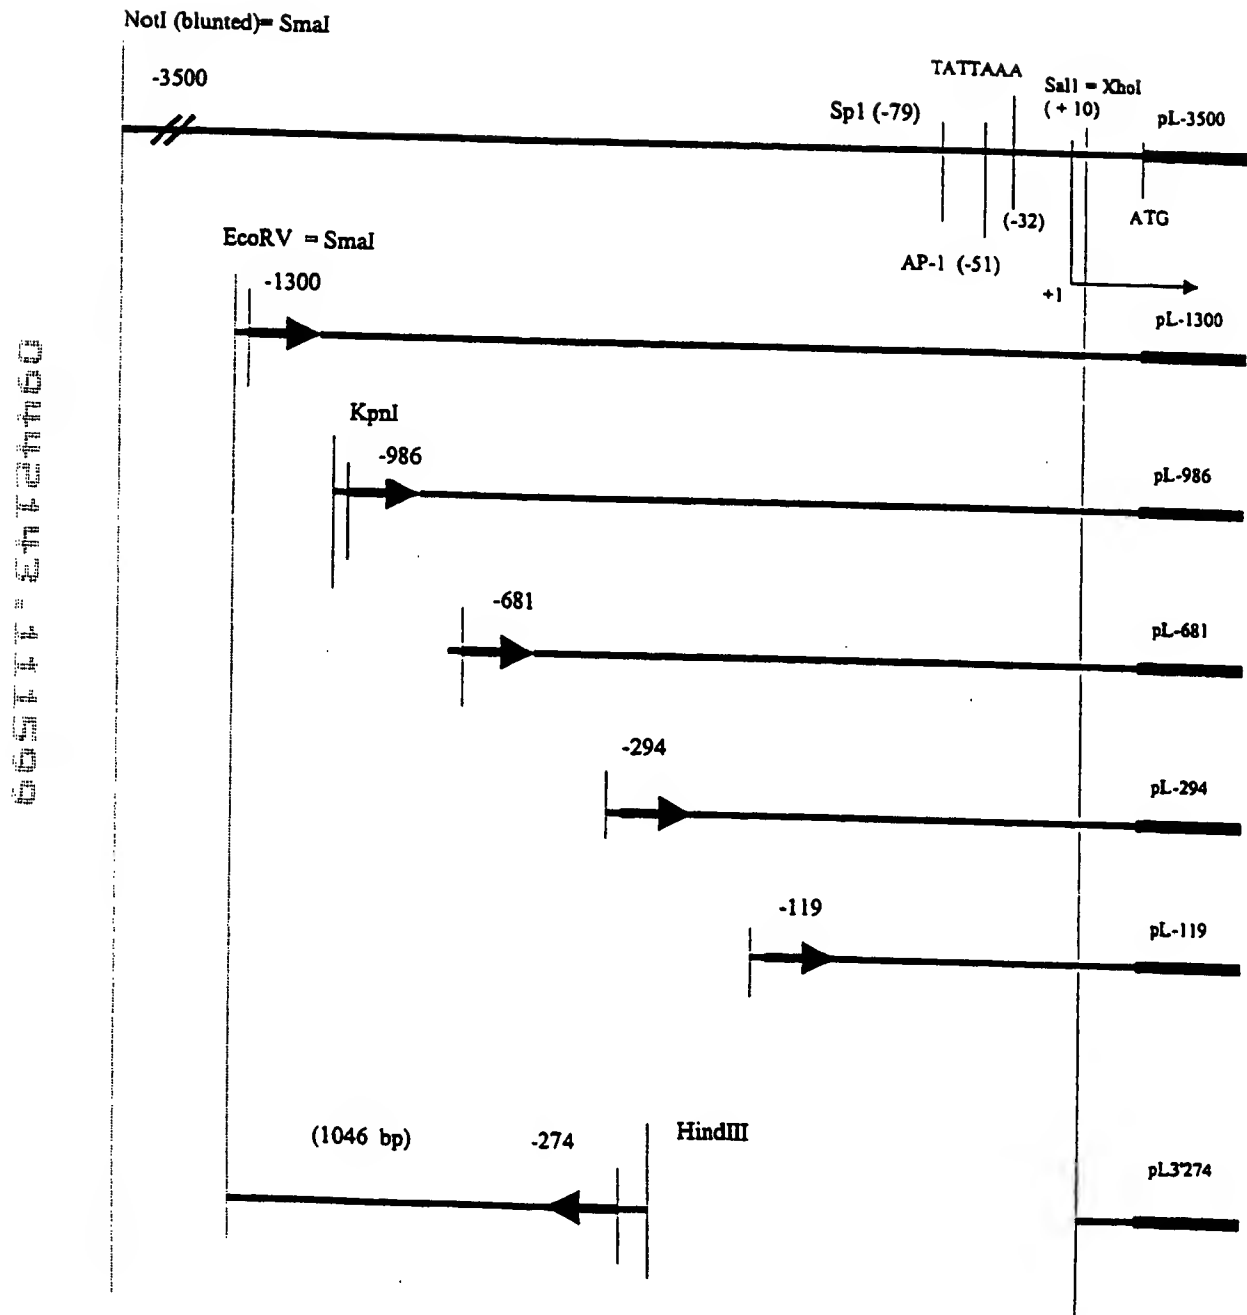 NotI (blunted)= SmaI
-3500
TATTAAA
Sal1 = XhoI
(+10)
Sp1 (-79)
pL-3500
(-32)
ATG
AP-1 (-51)
+1
EcoRV = SmaI
-1300
pL-1300
KpnI
-986
pL-986
-681
pL-681
-294
pL-294
-119
pL-119
(1046 bp)
-274
HindIII
pL3'274